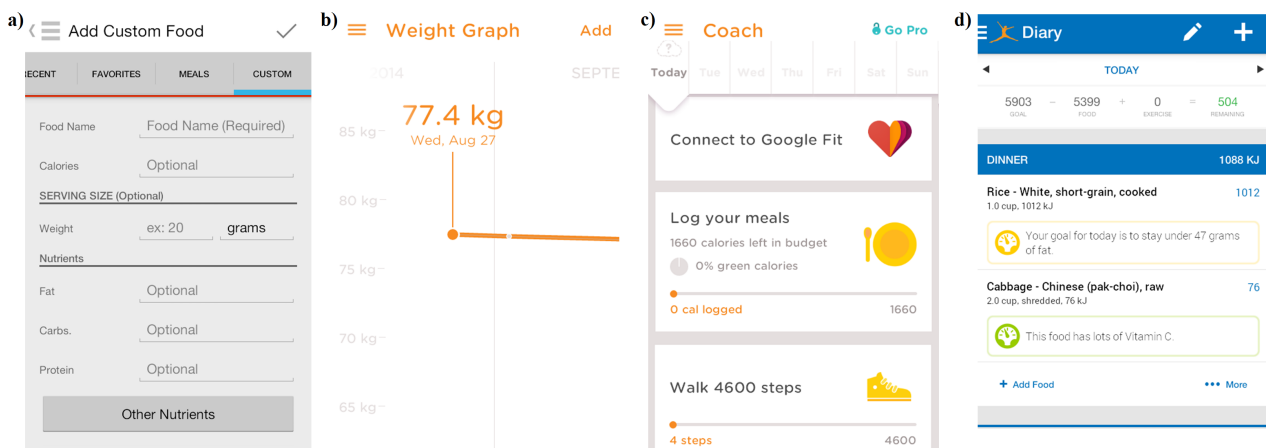 a)
Add Custom Food
ECENT FAVORITES MEALS CUSTOM
Food Name Food Name (Required)
Calories Optional
SERVING SIZE (Optional)
Weight ex: 20 grams
Nutrients
Fat Optional
Carbs. Optional
Protein Optional
Other Nutrients
b)
Weight Graph Add
2014 SEPTE
77.4 kg
Wed, Aug 27
85 kg
80 kg
75 kg
70 kg
65 kg
c)
Coach Go Pro
?
Today Tue Wed Thu Fri Sat Sun
Connect to Google Fit
Log your meals
1660 calories left in budget
0% green calories
0 cal logged 1660
Walk 4600 steps
4 steps 4600
d)
Diary
TODAY
5903 - 5399 + 0 = 504
GOAL FOOD EXERCISE REMAINING
DINNER 1088 KJ
Rice - White, short-grain, cooked 1012
1.0 cup, 1012 kJ
Your goal for today is to stay under 47 grams
of fat.
Cabbage - Chinese (pak-choi), raw 76
2.0 cup, shredded, 76 kJ
This food has lots of Vitamin C.
+ Add Food ••• More